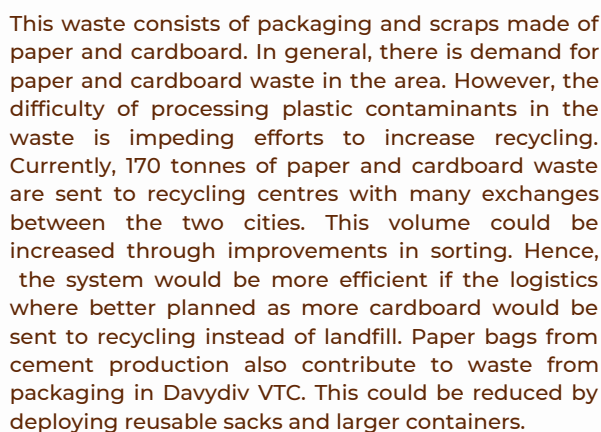 This waste consists of packaging and scraps made of
paper and cardboard. In general, there is demand for
paper and cardboard waste in the area. However, the
difficulty of processing plastic contaminants in the
waste is impeding efforts to increase recycling.
Currently, 170 tonnes of paper and cardboard waste
are sent to recycling centres with many exchanges
between the two cities. This volume could be
increased through improvements in sorting. Hence,
the system would be more efficient if the logistics
where better planned as more cardboard would be
sent to recycling instead of landfill. Paper bags from
cement production also contribute to waste from
packaging in Davydiv VTC. This could be reduced by
deploying reusable sacks and larger containers.